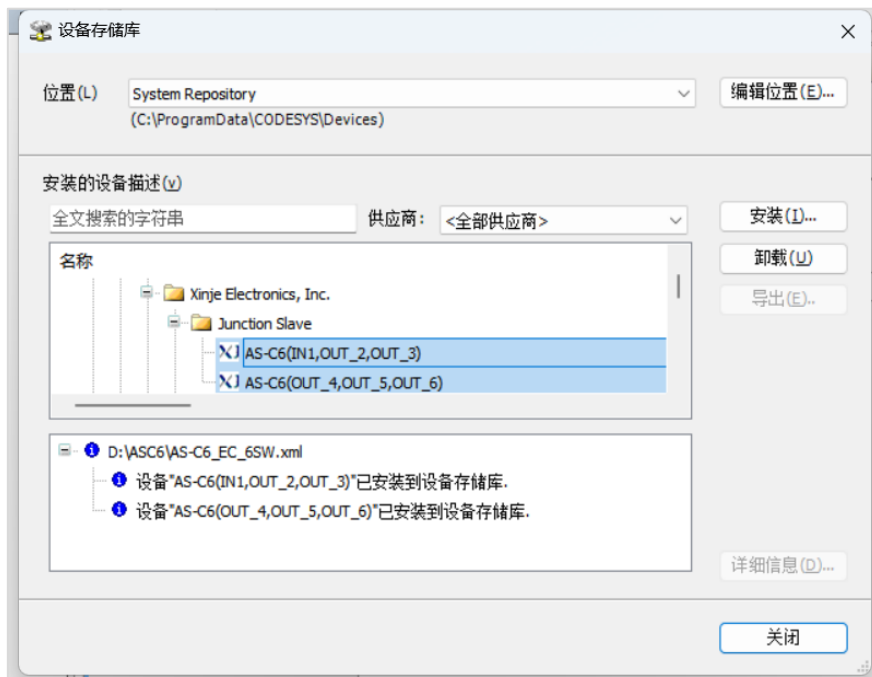 设备存储库
位置(L) System Repository 编辑位置(E)...
(C:\ProgramData\CODESYS\Devices)
安装的设备描述(v)
全文搜索的字符串 供应商: <全部供应商> 安装(I)...
名称 卸载(U)
Xinje Electronics, Inc. 导出(E)..
Junction Slave
XJ AS-C6(IN1,OUT_2,OUT_3)
XJ AS-C6(OUT_4,OUT_5,OUT_6)
D:\ASC6\AS-C6_EC_6SW.xml
设备"AS-C6(IN1,OUT_2,OUT_3)"已安装到设备存储库.
设备"AS-C6(OUT_4,OUT_5,OUT_6)"已安装到设备存储库.
详细信息(D)...
关闭